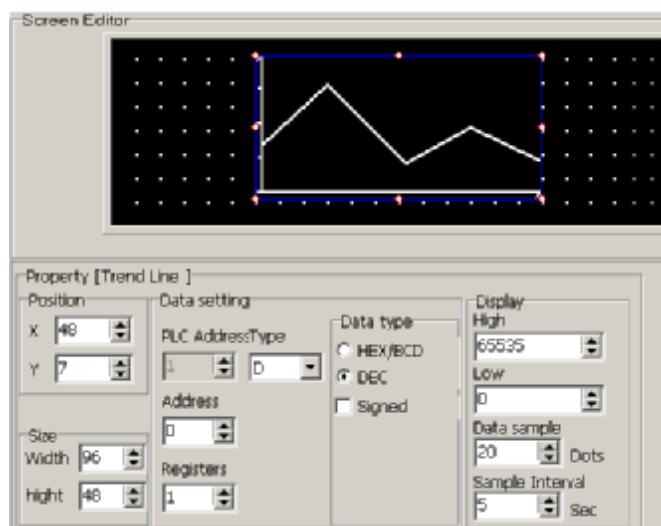 Screen Editor
Property [Trend Line ]
Position
X 48
Y 7
Size
Width 96
hight 48
Data setting
PLC AddressType
1 D
Address
0
Registers
1
Data type
HEX/BCD
DEC
Signed
Display
High
65535
Low
0
Data sample
20 Dots
Sample Interval
5 Sec